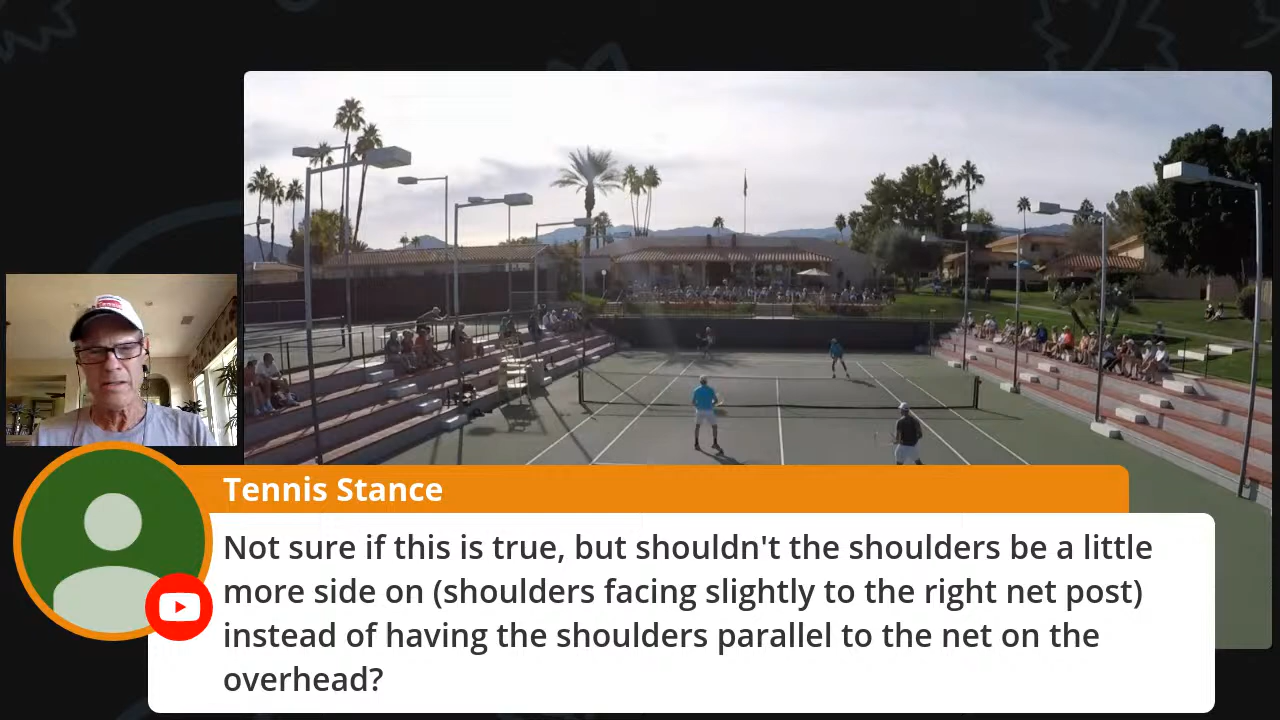 Tennis Stance
Not sure if this is true, but shouldn't the shoulders be a little
more side on (shoulders facing slightly to the right net post)
instead of having the shoulders parallel to the net on the
overhead?